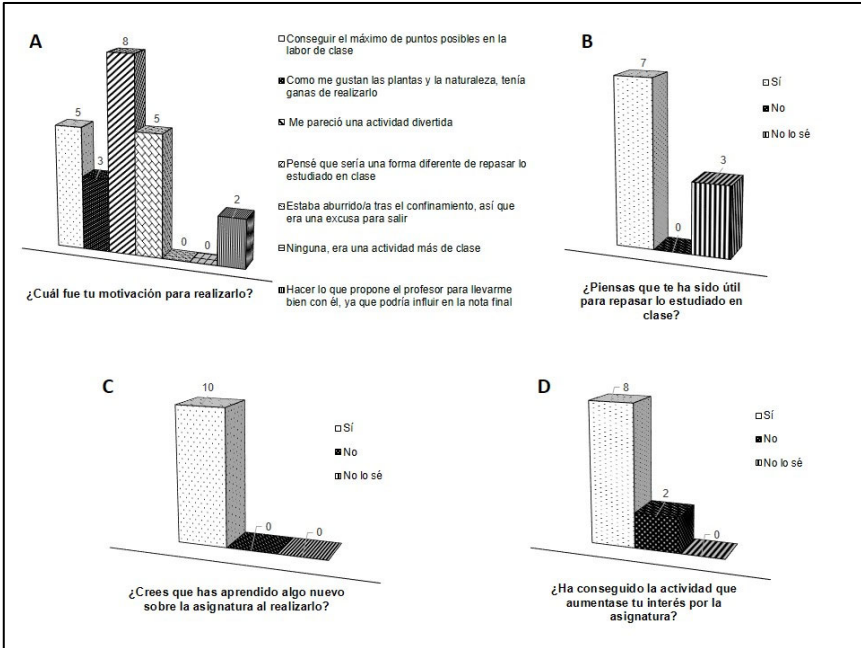 A
8
5
3
5
0
0
2
¿Cuál fue tu motivación para realizarlo?
Conseguir el máximo de puntos posibles en la
labor de clase
Como me gustan las plantas y la naturaleza, tenía
ganas de realizarlo
Me pareció una actividad divertida
Pensé que sería una forma diferente de repasar lo
estudiado en clase
Estaba aburrido/a tras el confinamiento, así que
era una excusa para salir
Ninguna, era una actividad más de clase
Hacer lo que propone el profesor para llevarme
bien con él, ya que podría influir en la nota final
B
7
0
3
Sí
No
No lo sé
¿Piensas que te ha sido útil
para repasar lo estudiado en
clase?
C
10
0
0
Sí
No
No lo sé
¿Crees que has aprendido algo nuevo
sobre la asignatura al realizarlo?
D
8
2
0
Sí
No
No lo sé
¿Ha conseguido la actividad que
aumentase tu interés por la
asignatura?